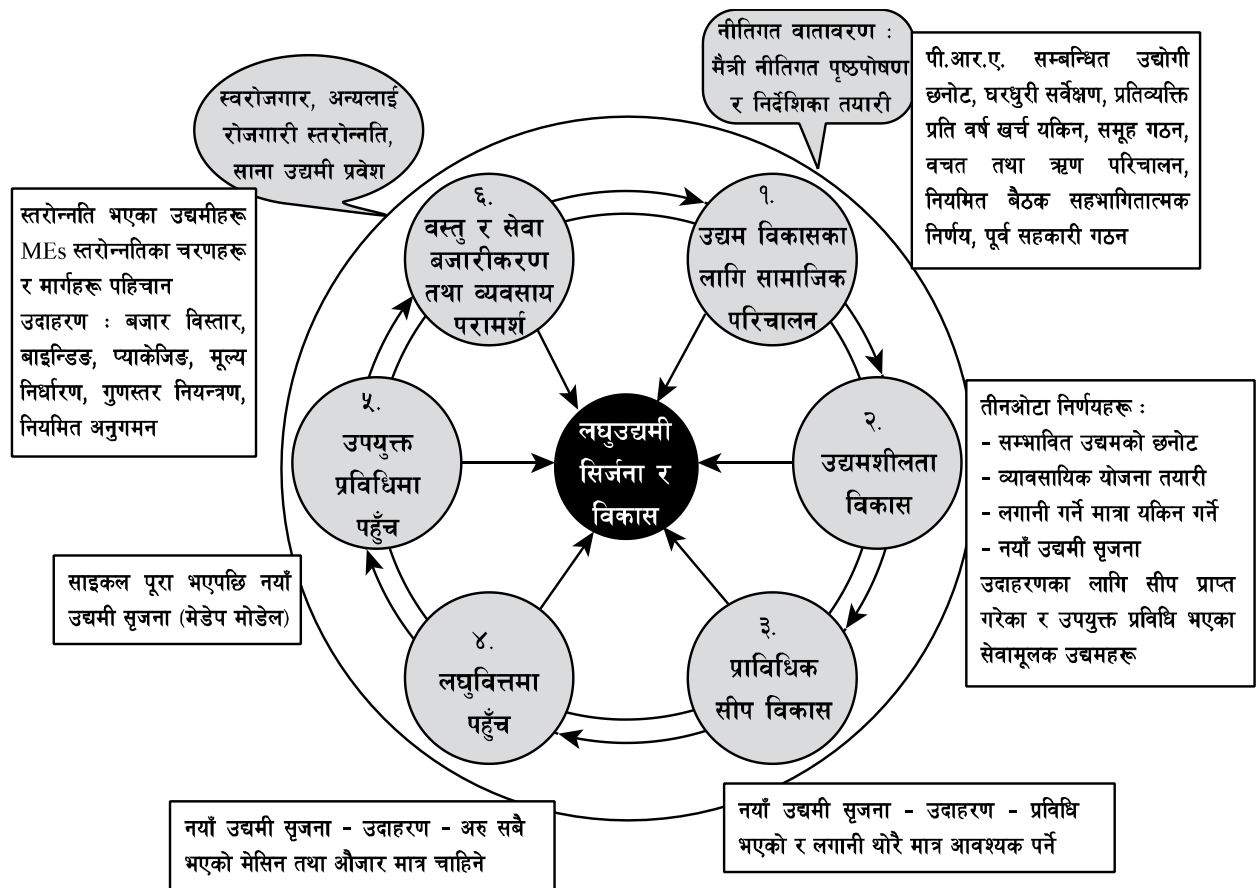 नीतिगत वातावरण :
मैत्री नीतिगत पृष्ठपोषण
र निर्देशिका तयारी
पी.आर.ए. सम्बन्धित उद्योगी
छनोट, घरधुरी सर्वेक्षण, प्रतिव्यक्ति
प्रति वर्ष खर्च यकिन, समूह गठन,
वचत तथा ऋण परिचालन,
नियमित बैठक सहभागितात्मक
निर्णय, पूर्व सहकारी गठन
स्वरोजगार, अन्यलाई
रोजगारी स्तरोन्नति,
साना उद्यमी प्रवेश
स्तरोन्नति भएका उद्यमीहरू
MEs स्तरोन्नतिका चरणहरू
र मार्गहरू पहिचान
उदाहरण : बजार विस्तार,
बाइन्डिङ, प्याकेजिङ, मूल्य
निर्धारण, गुणस्तर नियन्त्रण,
नियमित अनुगमन
६.
वस्तु र सेवा
बजारीकरण
तथा व्यवसाय
परामर्श
१.
उद्यम विकासका
लागि सामाजिक
परिचालन
५.
उपयुक्त
प्रविधिमा
पहुँच
लघुउद्यमी
सिर्जना र
विकास
२.
उद्यमशीलता
विकास
तीनओटा निर्णयहरू :
- सम्भावित उद्यमको छनोट
- व्यावसायिक योजना तयारी
- लगानी गर्ने मात्रा यकिन गर्ने
- नयाँ उद्यमी सृजना
उदाहरणका लागि सीप प्राप्त
गरेका र उपयुक्त प्रविधि भएका
सेवामूलक उद्यमहरू
साइकल पूरा भएपछि नयाँ
उद्यमी सृजना (मेडेप मोडेल)
४.
लघुवित्तमा
पहुँच
३.
प्राविधिक
सीप विकास
नयाँ उद्यमी सृजना - उदाहरण - अरु सबै
भएको मेसिन तथा औजार मात्र चाहिने
नयाँ उद्यमी सृजना - उदाहरण - प्रविधि
भएको र लगानी थोरै मात्र आवश्यक पर्ने